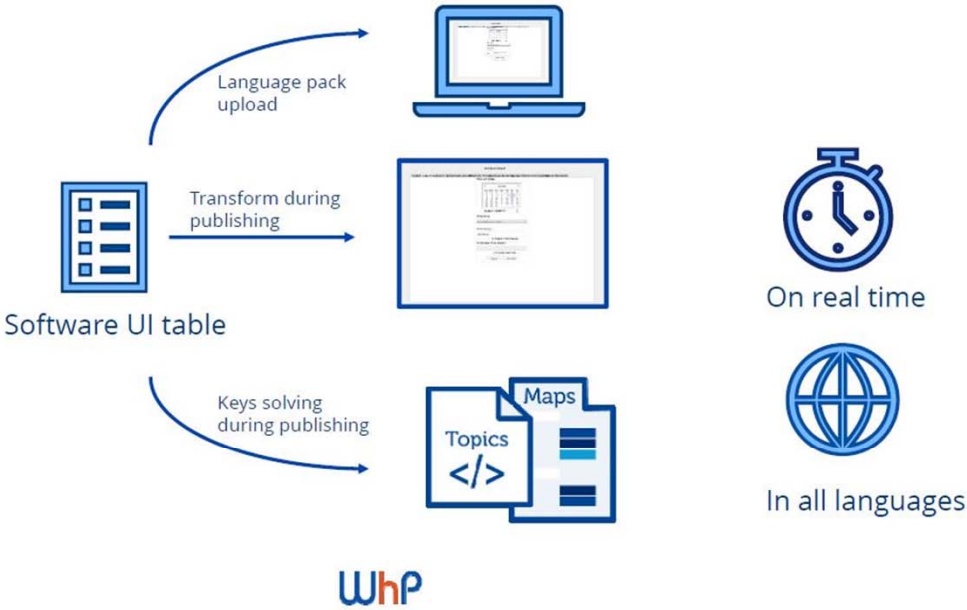 Language pack
upload
Transform during
publishing
Software UI table
Keys solving
during publishing
Topics
</>
Maps
On real time
In all languages
WhP